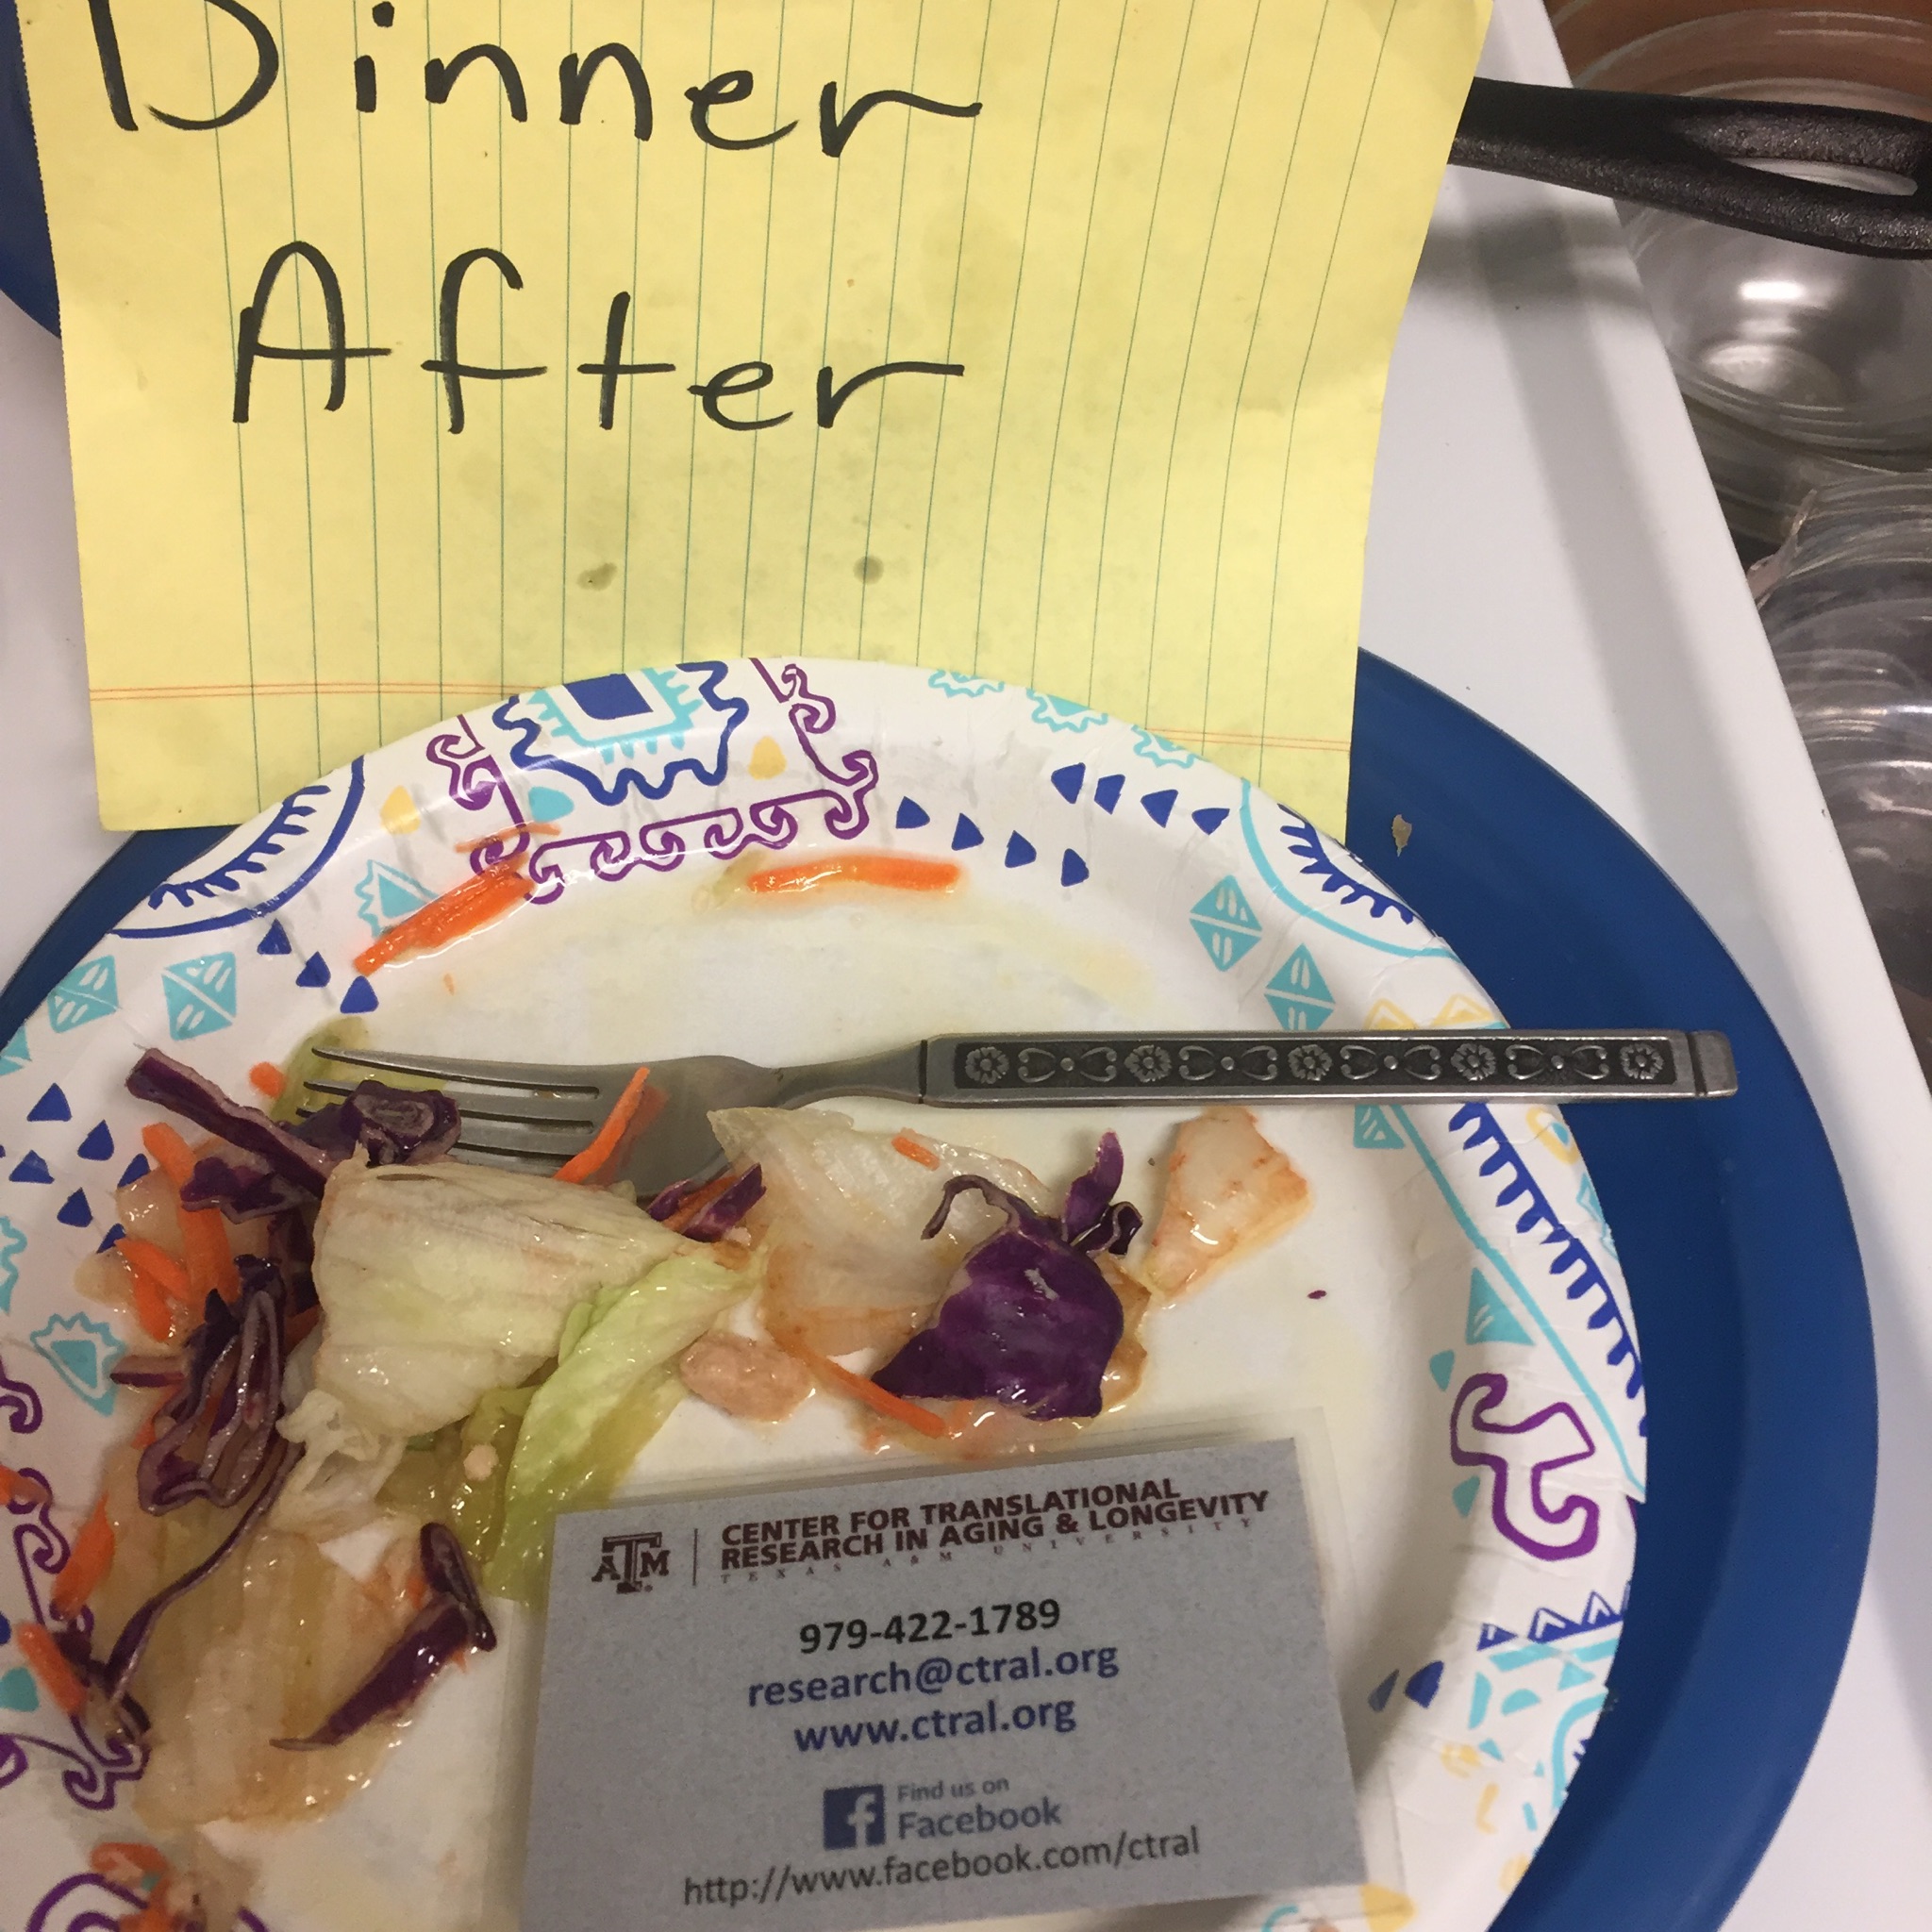 Dinner
After
ATM
CENTER FOR TRANSLATIONAL
RESEARCH IN AGING & LONGEVITY
TEXAS A&M UNIVERSITY
979-422-1789
research@ctral.org
www.ctral.org
f
Find us on
Facebook
http://www.facebook.com/ctral